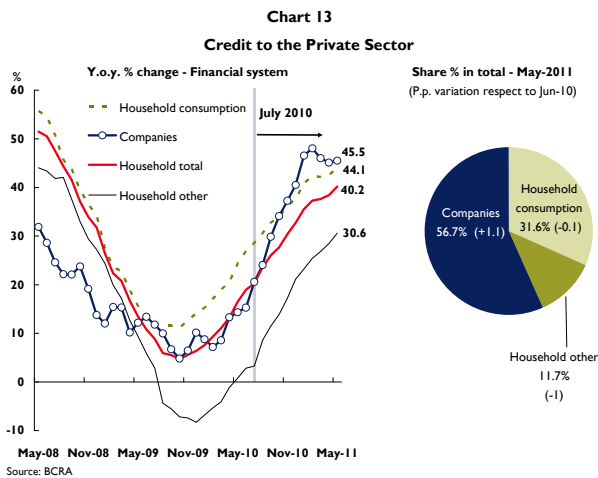 Chart 13
Credit to the Private Sector
Y.o.y. % change - Financial system
%
60
50
40
30
20
10
0
-10
Household consumption
Companies
Household total
Household other
July 2010
45.5
44.1
40.2
30.6
May-08 Nov-08 May-09 Nov-09 May-10 Nov-10 May-11
Source: BCRA
Share % in total - May-2011
(P.p. variation respect to Jun-10)
Companies
56.7% (+1.1)
Household
consumption
31.6% (-0.1)
Household other
11.7%
(-1)